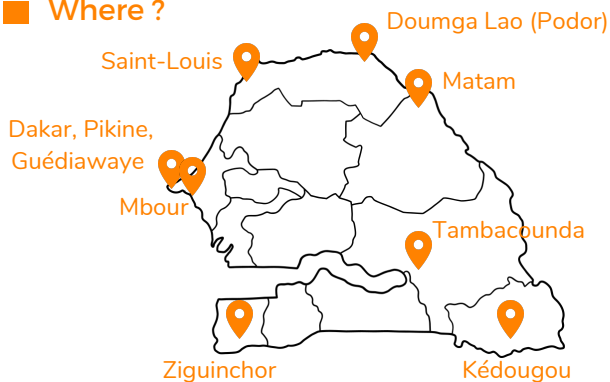 Where ?
Doumga Lao (Podor)
Saint-Louis
Matam
Dakar, Pikine,
Guédiawaye
Mbour
Tambacounda
Ziguinchor
Kédougou